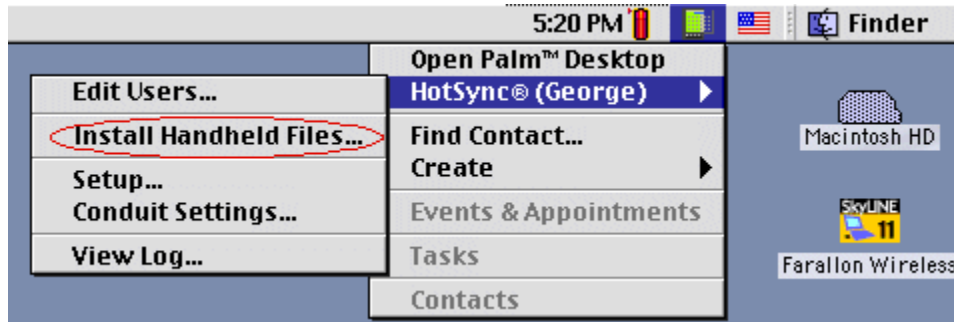 5:20 PM
Finder
Open Palm™ Desktop
HotSync® (George)
Find Contact...
Create
Events & Appointments
Tasks
Contacts
Edit Users...
Install Handheld Files...
Setup...
Conduit Settings...
View Log...
Macintosh HD
SkyLINE
11
Farallon Wireless